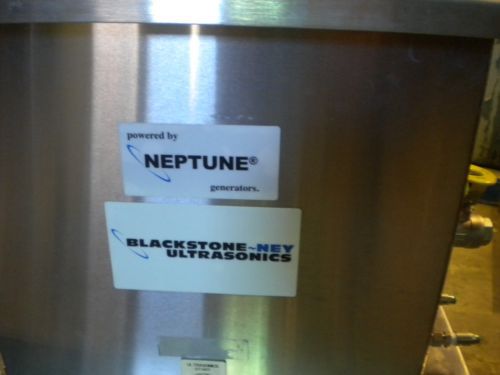 powered by
NEPTUNE®
generators.
BLACKSTONE~NEY
ULTRASONICS